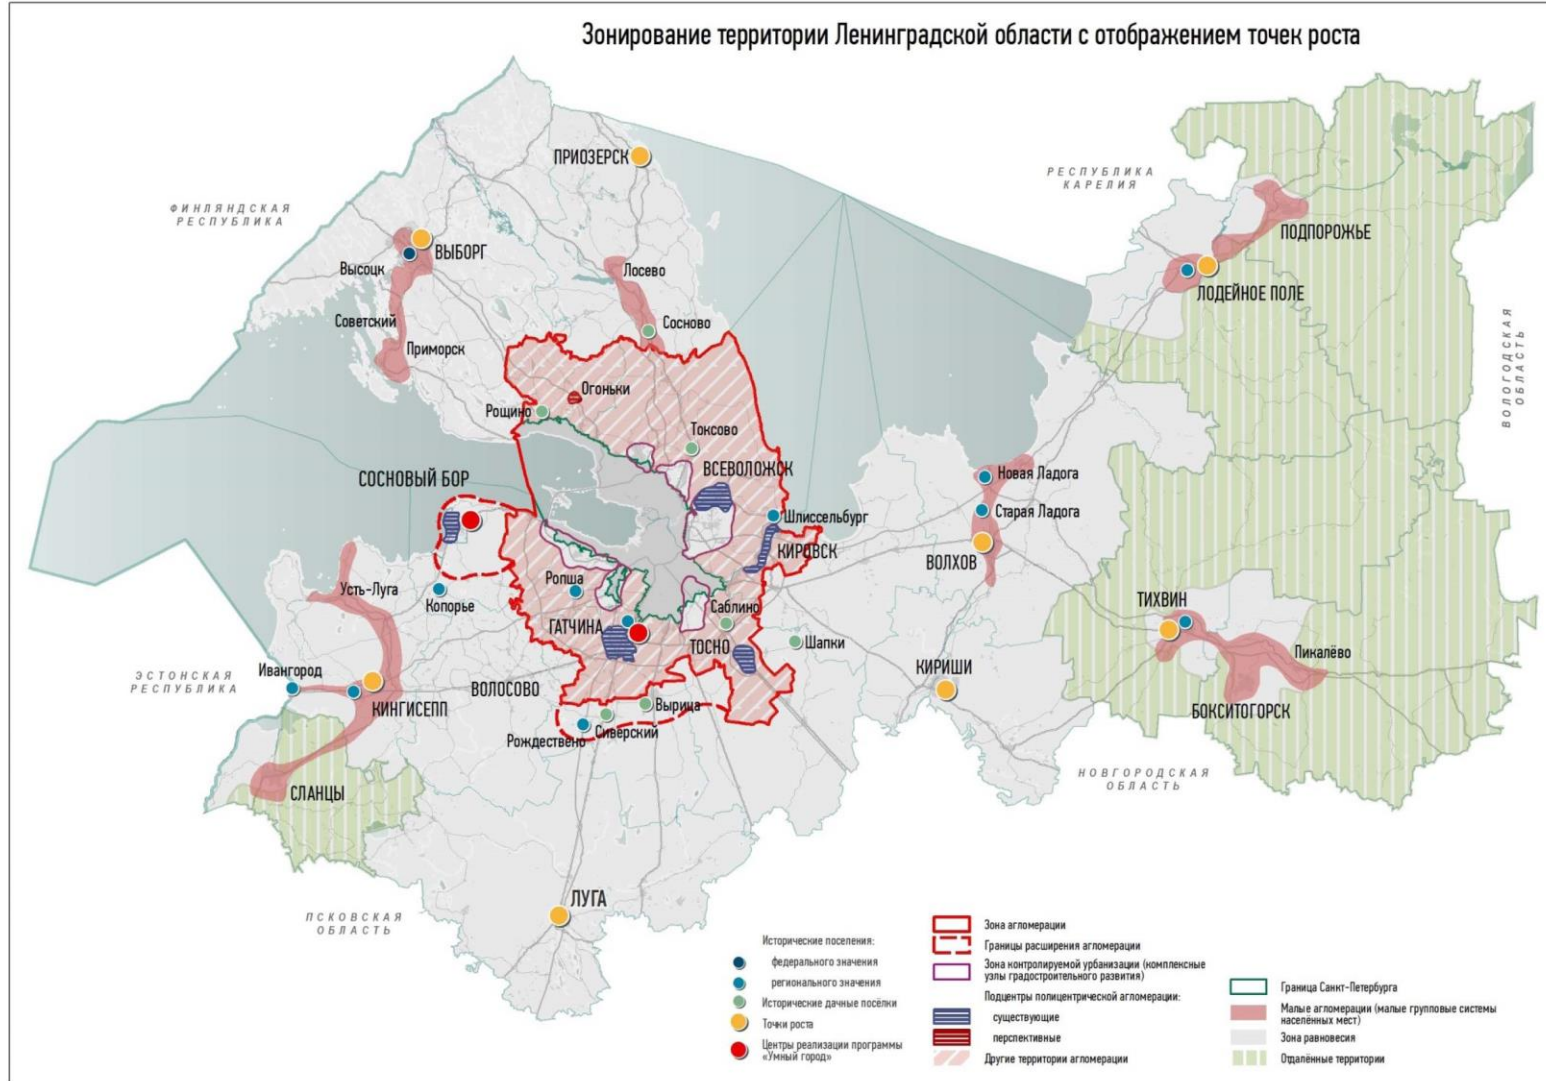 Зонирование территории Ленинградской области с отображением точек роста
ПРИОЗЕРСК
РЕСПУБЛИКА
КАРЕЛИЯ
ФИНЛЯНДСКАЯ
РЕСПУБЛИКА
ПОДПОРОЖЬЕ
ВЫБОРГ
Высоцк
Лосево
ЛОДЕЙНОЕ ПОЛЕ
Советский
Сосново
Приморск
ВОЛОГОДСКАЯ
ОБЛАСТЬ
Огоньки
Рощино
Токсово
ВСЕВОЛОЖСК
СОСНОВЫЙ БОР
Новая Ладога
Старая Ладога
Шлиссельбург
КИРОВСК
ВОЛХОВ
Усть-Луга
Копорье
Ропша
Саблино
ТИХВИН
ГАТЧИНА
ТОСНО
Шапки
Пикалёво
ЭСТОНСКАЯ
РЕСПУБЛИКА
Ивангород
КИРИШИ
ВОЛОСОВО
КИНГИСЕПП
Вырица
БОКСИТОГОРСК
Рождествено
Сиверский
НОВГОРОДСКАЯ
ОБЛАСТЬ
СЛАНЦЫ
ЛУГА
ПСКОВСКАЯ
ОБЛАСТЬ
Исторические поселения:
федерального значения
регионального значения
Исторические дачные посёлки
Точки роста
Центры реализации программы
«Умный город»
Зона агломерации
Границы расширения агломерации
Зона контролируемой урбанизации (комплексные
узлы градостроительного развития)
Подцентры полицентрической агломерации:
существующие
перспективные
Другие территории агломерации
Граница Санкт-Петербурга
Малые агломерации (малые групповые системы
населённых мест)
Зона равновесия
Отдалённые территории